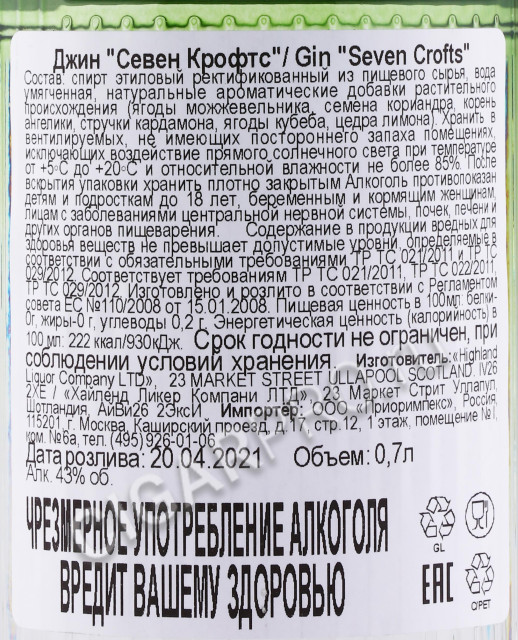 Джин "Севен Крофтс"/ Gin "Seven Crofts"
Состав: спирт этиловый ректификованный из пищевого сырья, вода
умягченная, натуральные ароматические добавки растительного
происхождения (ягоды можжевельника, семена кориандра, корень
ангелики, стручки кардамона, ягоды кубеба, цедра лимона). Хранить в
вентилируемых, не имеющих постороннего запаха помещениях,
исключающих воздействие прямого солнечного света при температуре
от +5°С до +20°С и относительной влажности не более 85%. После
вскрытия упаковки хранить плотно закрытым Алкоголь противопоказан
детям и подросткам до 18 лет, беременным и кормящим женщинам,
лицам с заболеваниями центральной нервной системы, почек, печени и
других органов пищеварения. Содержание в продукции вредных для
здоровья веществ не превышает допустимые уровни, определяемые в
соответствии с обязательными требованиями ТР ТС 021/2011 и ТР ТС
029/2012. Соответствует требованиям ТР ТС 021/2011, ТР ТС 022/2011,
ТР ТС 029/2012. Изготовлено и розлито в соответствии с Регламентом
совета ЕС №110/2008 от 15.01.2008. Пищевая ценность в 100мл: белки-
0г, жиры-0 г, углеводы 0,2 г. Энергетическая ценность (калорийность) в
100 мл: 222 ккал/930кДж. Срок годности не ограничен, при
соблюдении условий хранения. Изготовитель: «Highland
Liquor Company LTD», 23 MARKET STREET ULLAPOOL SCOTLAND. IV26
2XE / «Хайленд Ликер Компани ЛТД» 23 Маркет Стрит Уллапул,
Шотландия, АйВи26 2ЭксИ Импортер: ООО «Приоримпекс», Россия,
115201, г. Москва, Каширский проезд, д.17, стр.12, 1 этаж, помещение №I,
ком. №6а, тел. (495)926-01-06
Дата розлива: 20.04.2021 Объем: 0,7л
Алк. 43% об.
ЧРЕЗМЕРНОЕ УПОТРЕБЛЕНИЕ АЛКОГОЛЯ
ВРЕДИТ ВАШЕМУ ЗДОРОВЬЮ
GL
EAC
C/PET